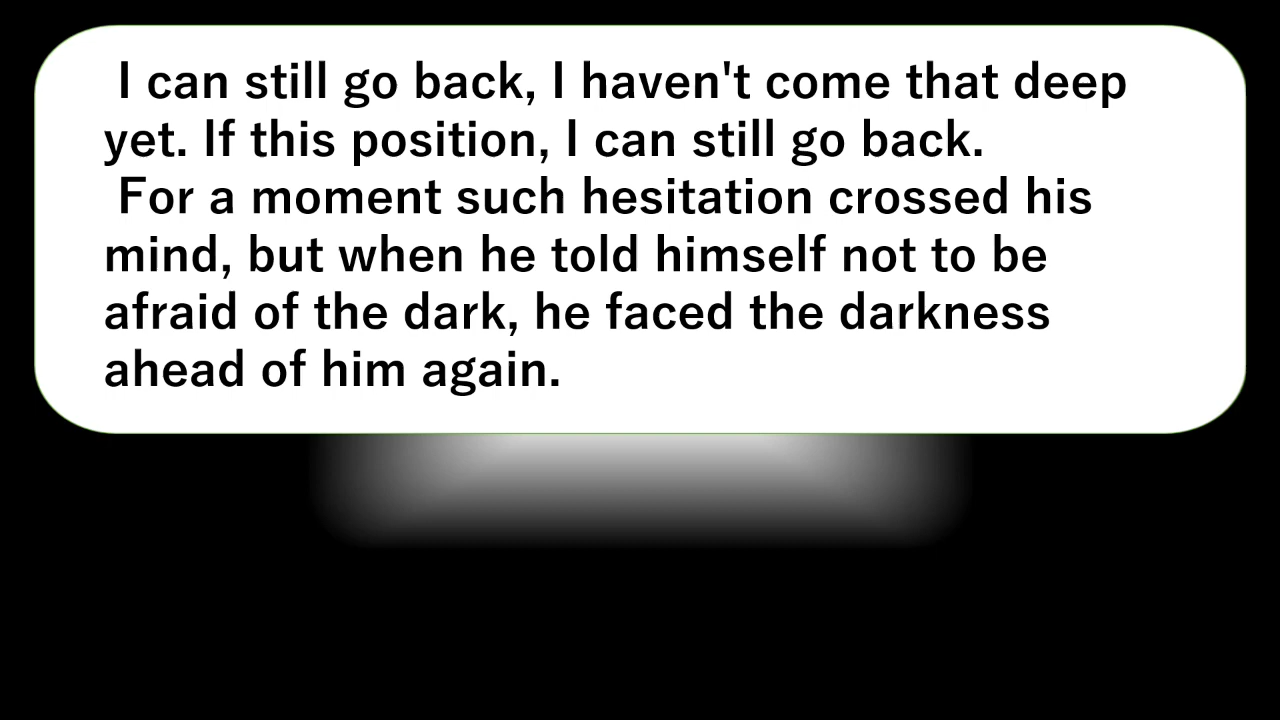 I can still go back, I haven't come that deep
yet. If this position, I can still go back.
For a moment such hesitation crossed his
mind, but when he told himself not to be
afraid of the dark, he faced the darkness
ahead of him again.